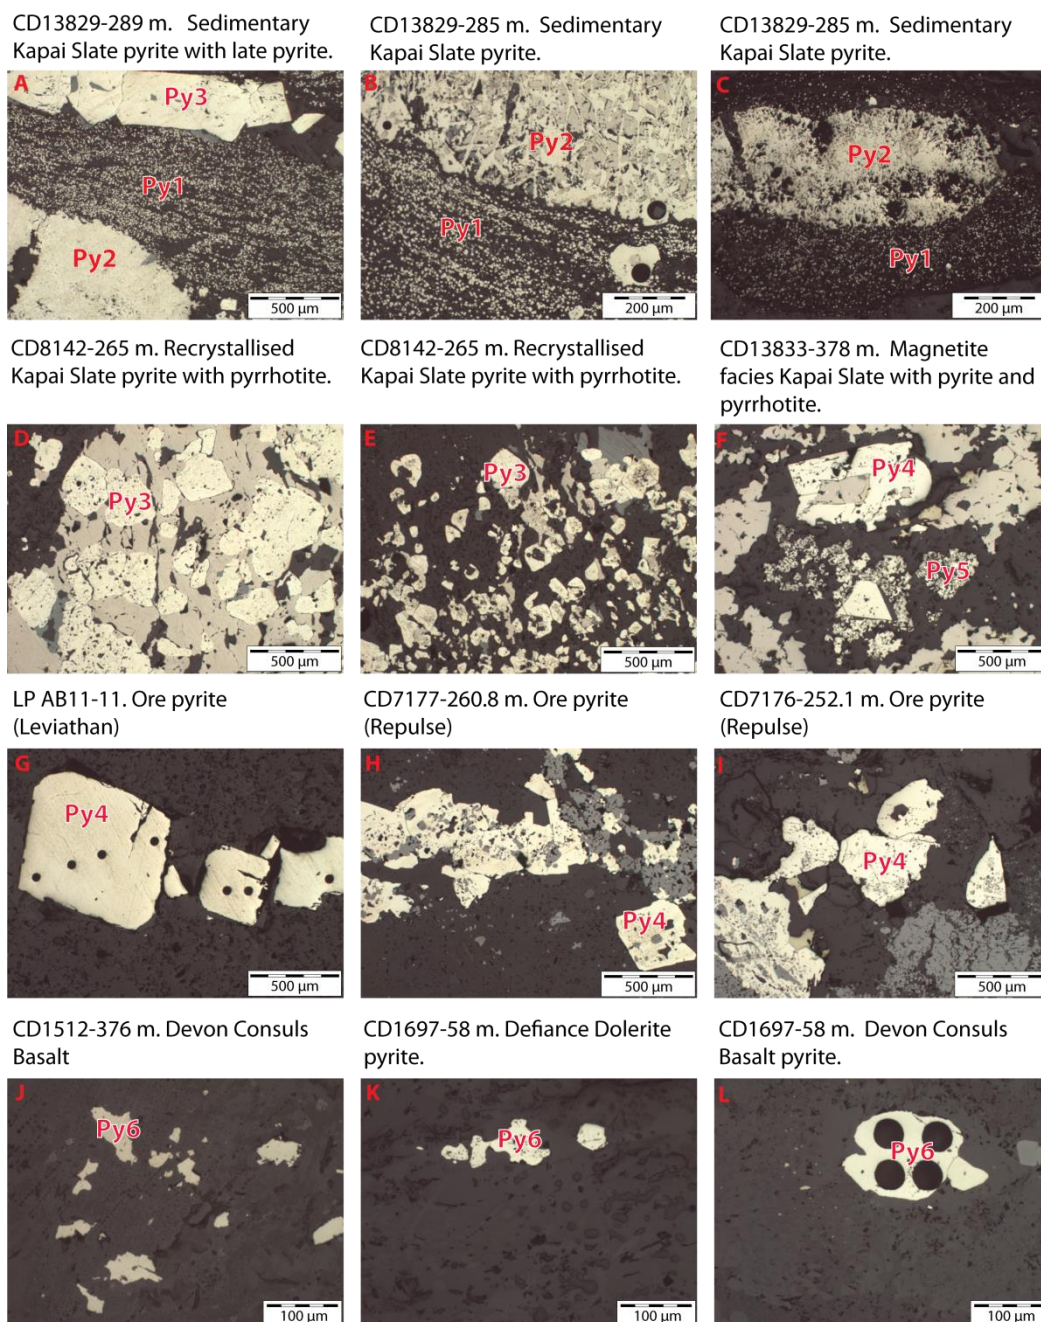 CD13829-289 m. Sedimentary
Kapai Slate pyrite with late pyrite.
CD13829-285 m. Sedimentary
Kapai Slate pyrite.
CD13829-285 m. Sedimentary
Kapai Slate pyrite.
A
Py3
Py1
Py2
500 µm
B
Py2
Py1
200 µm
C
Py2
Py1
200 µm
CD8142-265 m. Recrystallised
Kapai Slate pyrite with pyrrhotite.
CD8142-265 m. Recrystallised
Kapai Slate pyrite with pyrrhotite.
CD13833-378 m. Magnetite
facies Kapai Slate with pyrite and
pyrrhotite.
D
Py3
500 µm
E
Py3
500 µm
F
Py4
Py5
500 µm
LP AB11-11. Ore pyrite
(Leviathan)
CD7177-260.8 m. Ore pyrite
(Repulse)
CD7176-252.1 m. Ore pyrite
(Repulse)
G
Py4
500 µm
H
Py4
500 µm
I
Py4
500 µm
CD1512-376 m. Devon Consuls
Basalt
CD1697-58 m. Defiance Dolerite
pyrite.
CD1697-58 m. Devon Consuls
Basalt pyrite.
J
Py6
100 µm
K
Py6
100 µm
L
Py6
100 µm